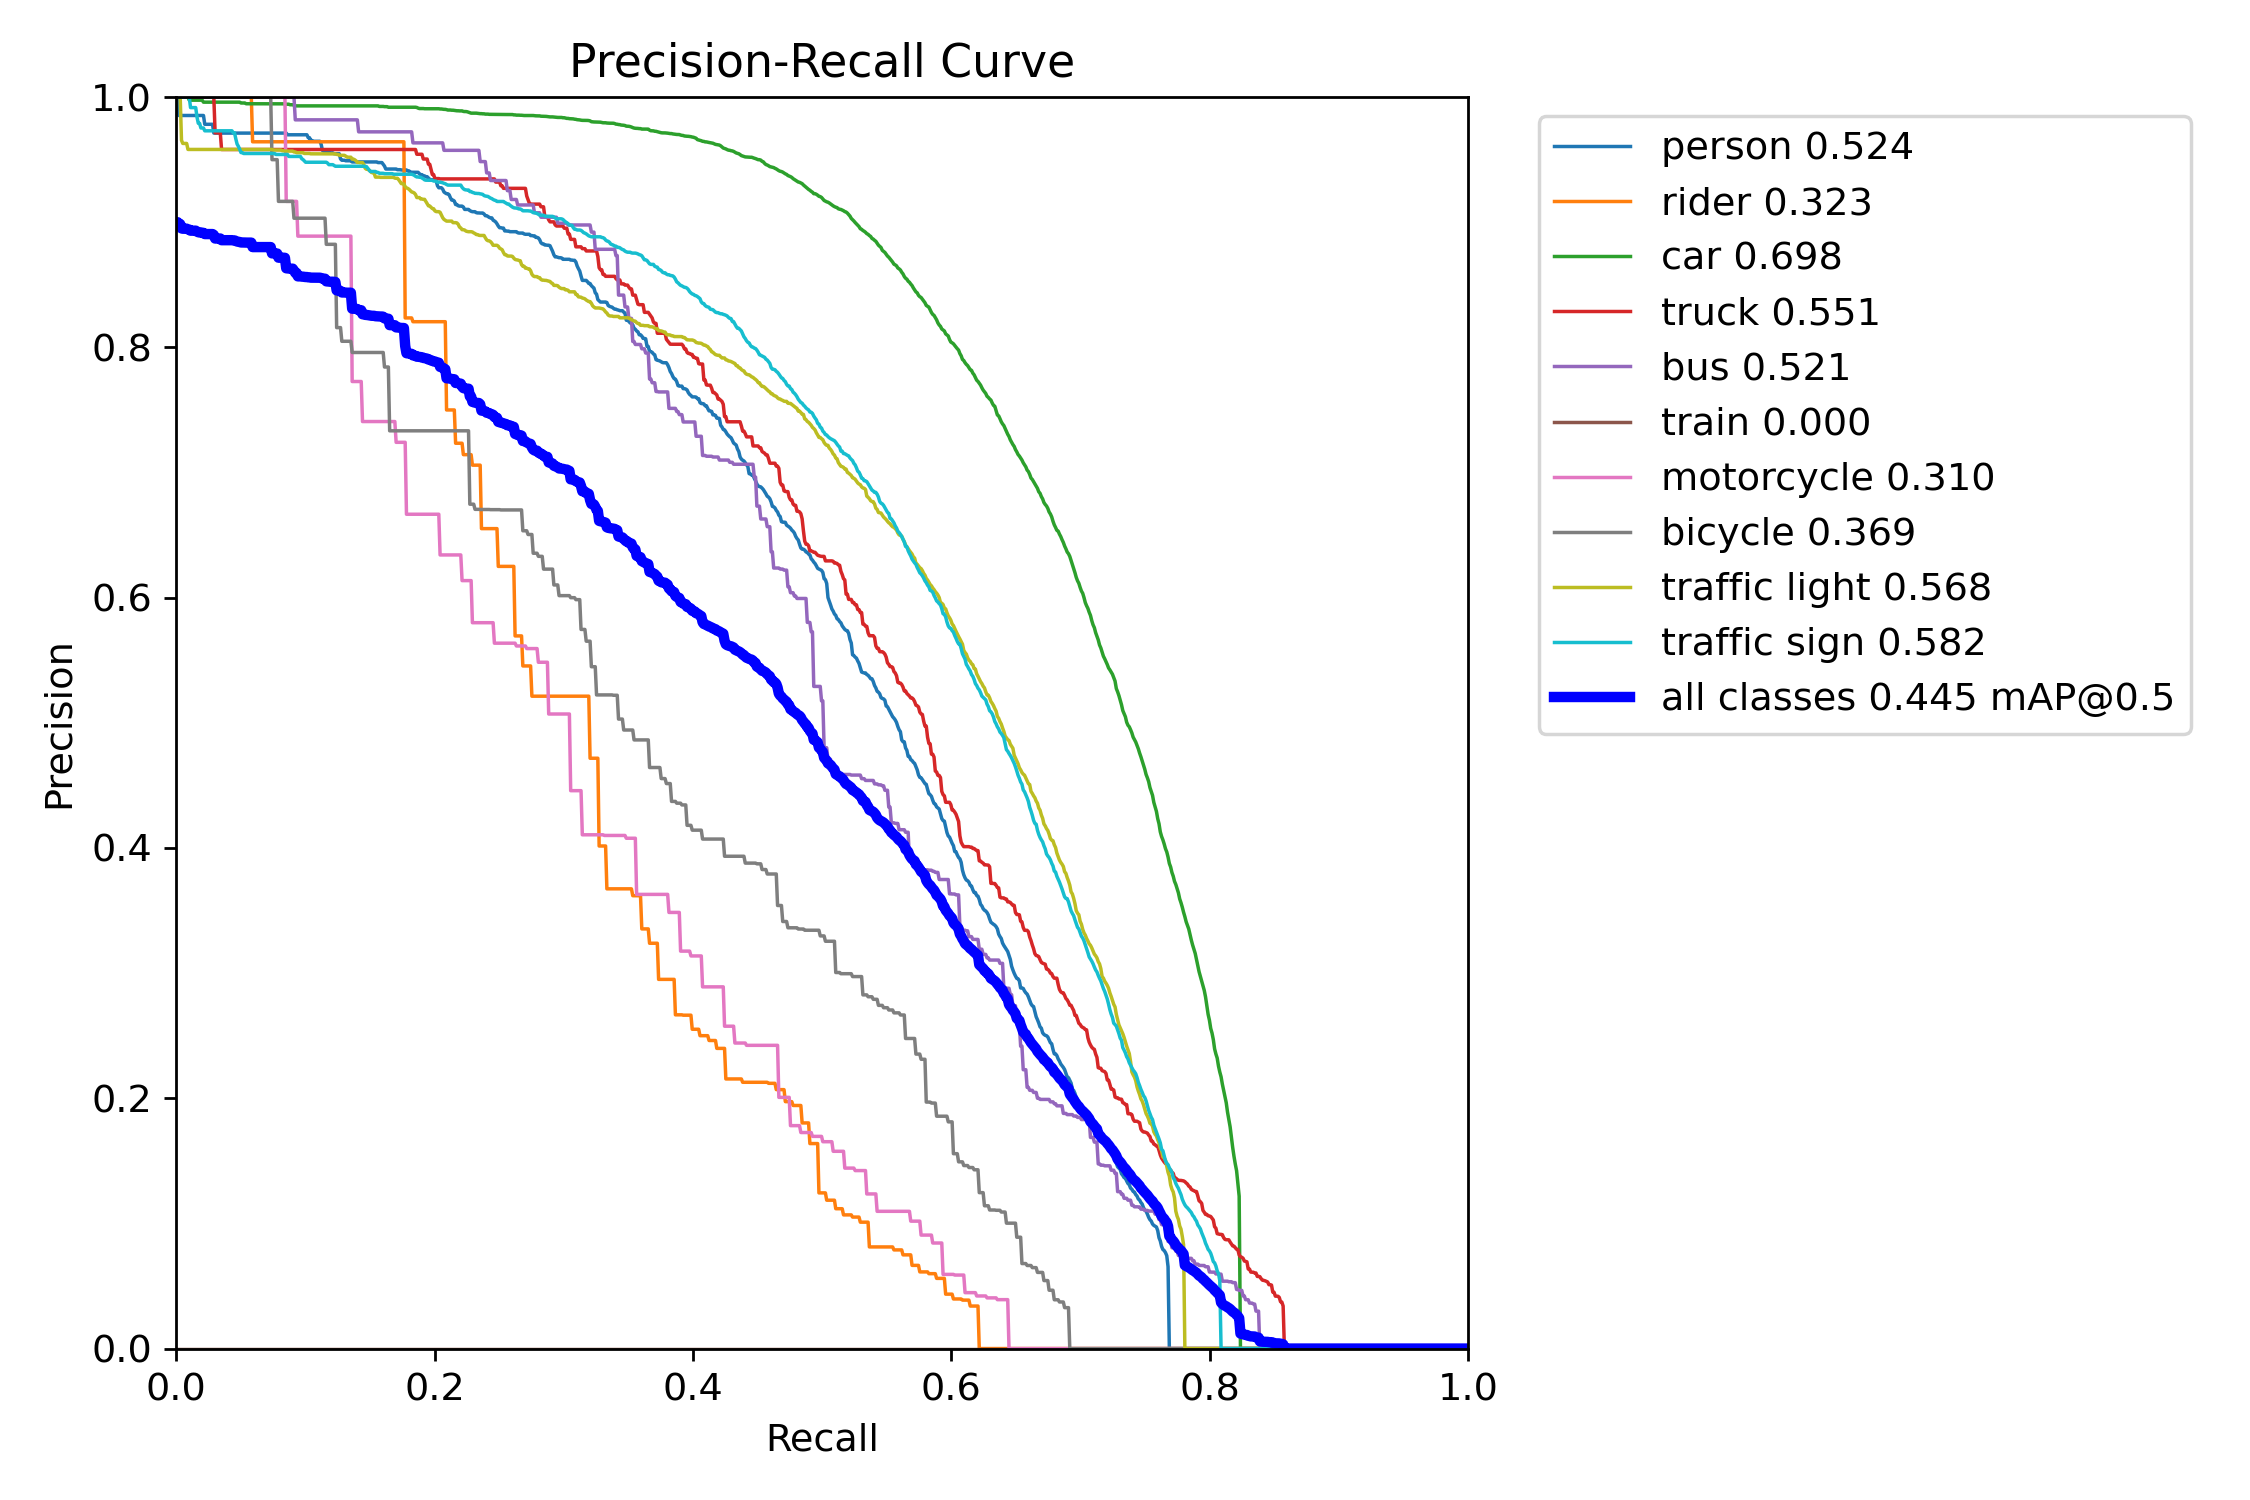 Precision-Recall Curve
1.0
0.8
0.6
0.4
0.2
0.0
Precision
0.0 0.2 0.4 0.6 0.8 1.0
Recall
person 0.524
rider 0.323
car 0.698
truck 0.551
bus 0.521
train 0.000
motorcycle 0.310
bicycle 0.369
traffic light 0.568
traffic sign 0.582
all classes 0.445 mAP@0.5